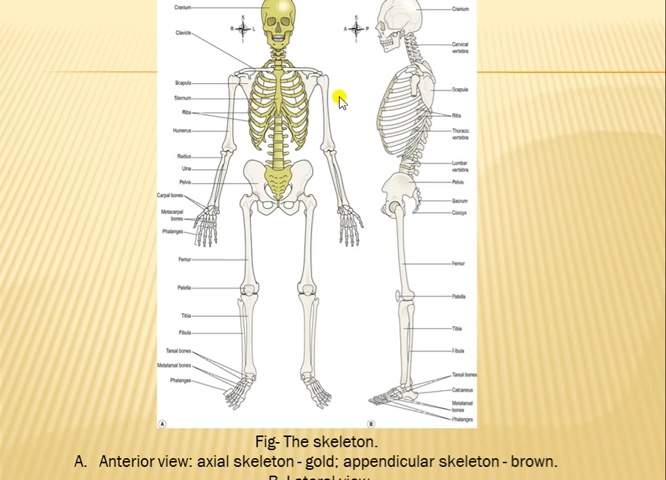 Cranium
S
R L
I
Clavicle
Scapula
Sternum
Ribs
Humerus
Radius
Ulna
Pelvis
Carpal bones
Metacarpal
bones
Phalanges
Femur
Patella
Tibia
Fibula
Tarsal bones
Metatarsal bones
Phalanges
A
Cranium
S
A P
I
Cervical
vertebra
Scapula
Ribs
Thoracic
vertebra
Lumbar
vertebra
Pelvis
Sacrum
Coccyx
Femur
Patella
Tibia
Fibula
Tarsal bones
Calcaneus
Metatarsal
bones
Phalanges
B
Fig- The skeleton.
A. Anterior view: axial skeleton - gold; appendicular skeleton - brown.
B. Lateral view